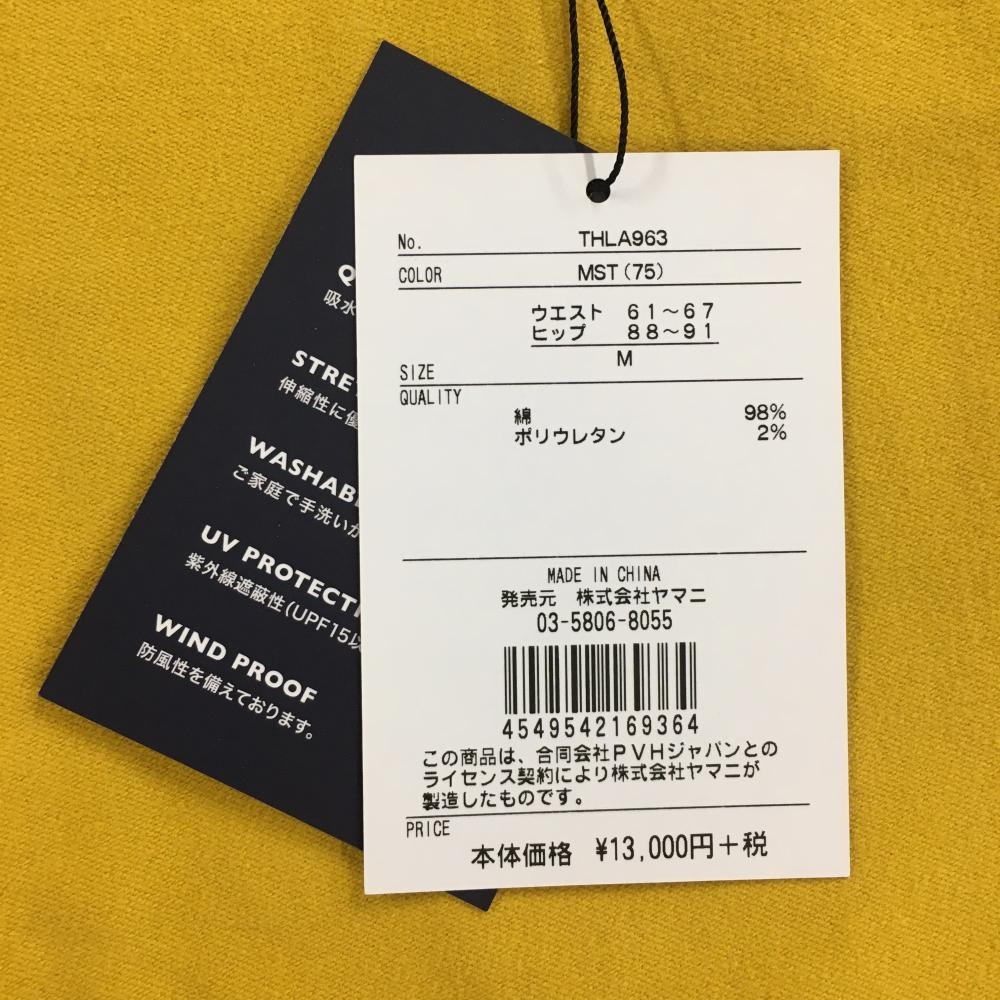 吸水
STRE
伸縮性に優
WASHAB
ご家庭で手洗いが
UV PROTECTI
紫外線遮蔽性(UPF15以
WIND PROOF
防風性を備えております。
No. THLA963
COLOR MST(75)
ウエスト 61~67
ヒップ 88~91
M
SIZE
QUALITY
綿 98%
ポリウレタン 2%
MADE IN CHINA
発売元 株式会社ヤマニ
03-5806-8055
4549542169364
この商品は、合同会社PVHジャパンとの
ライセンス契約により株式会社ヤマニが
製造したものです。
PRICE
本体価格 ¥13,000円+税